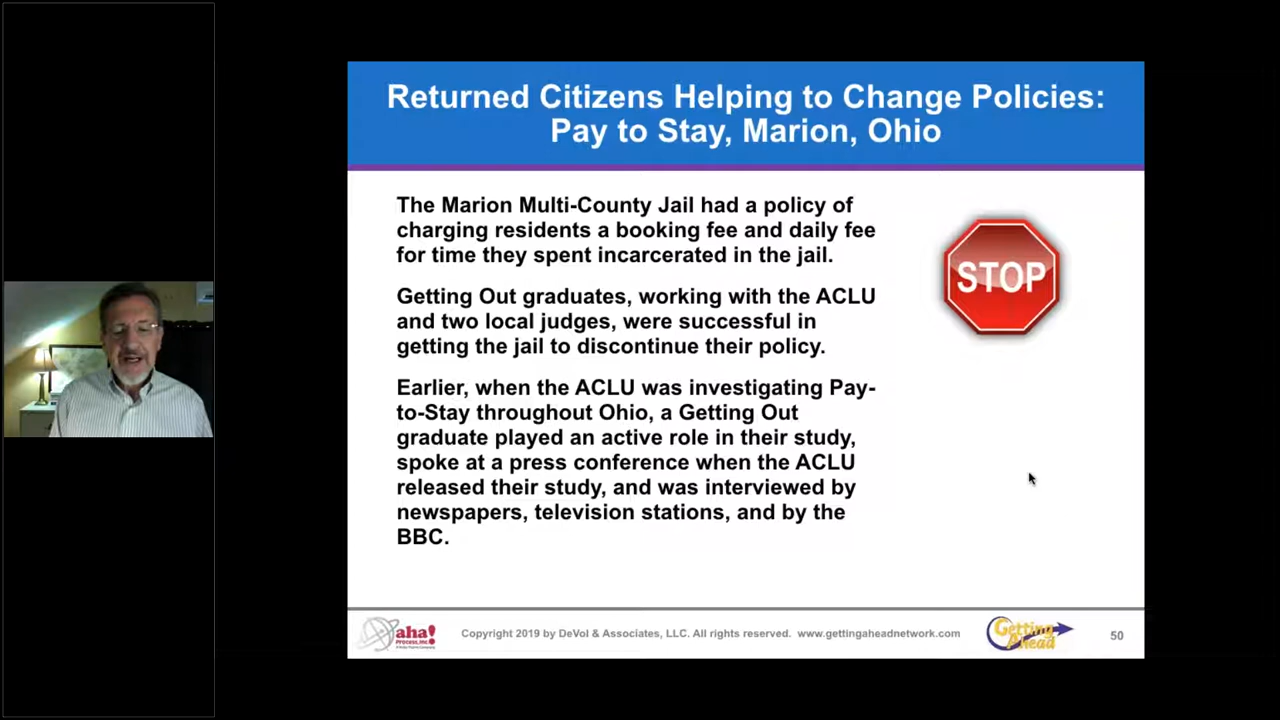 Returned Citizens Helping to Change Policies:
Pay to Stay, Marion, Ohio
The Marion Multi-County Jail had a policy of
charging residents a booking fee and daily fee
for time they spent incarcerated in the jail.
STOP
Getting Out graduates, working with the ACLU
and two local judges, were successful in
getting the jail to discontinue their policy.
Earlier, when the ACLU was investigating Pay-
to-Stay throughout Ohio, a Getting Out
graduate played an active role in their study,
spoke at a press conference when the ACLU
released their study, and was interviewed by
newspapers, television stations, and by the
BBC.
aha!
Process, Inc.
Copyright 2019 by DeVol & Associates, LLC. All rights reserved. www.gettingaheadnetwork.com
Getting
Ahead
50